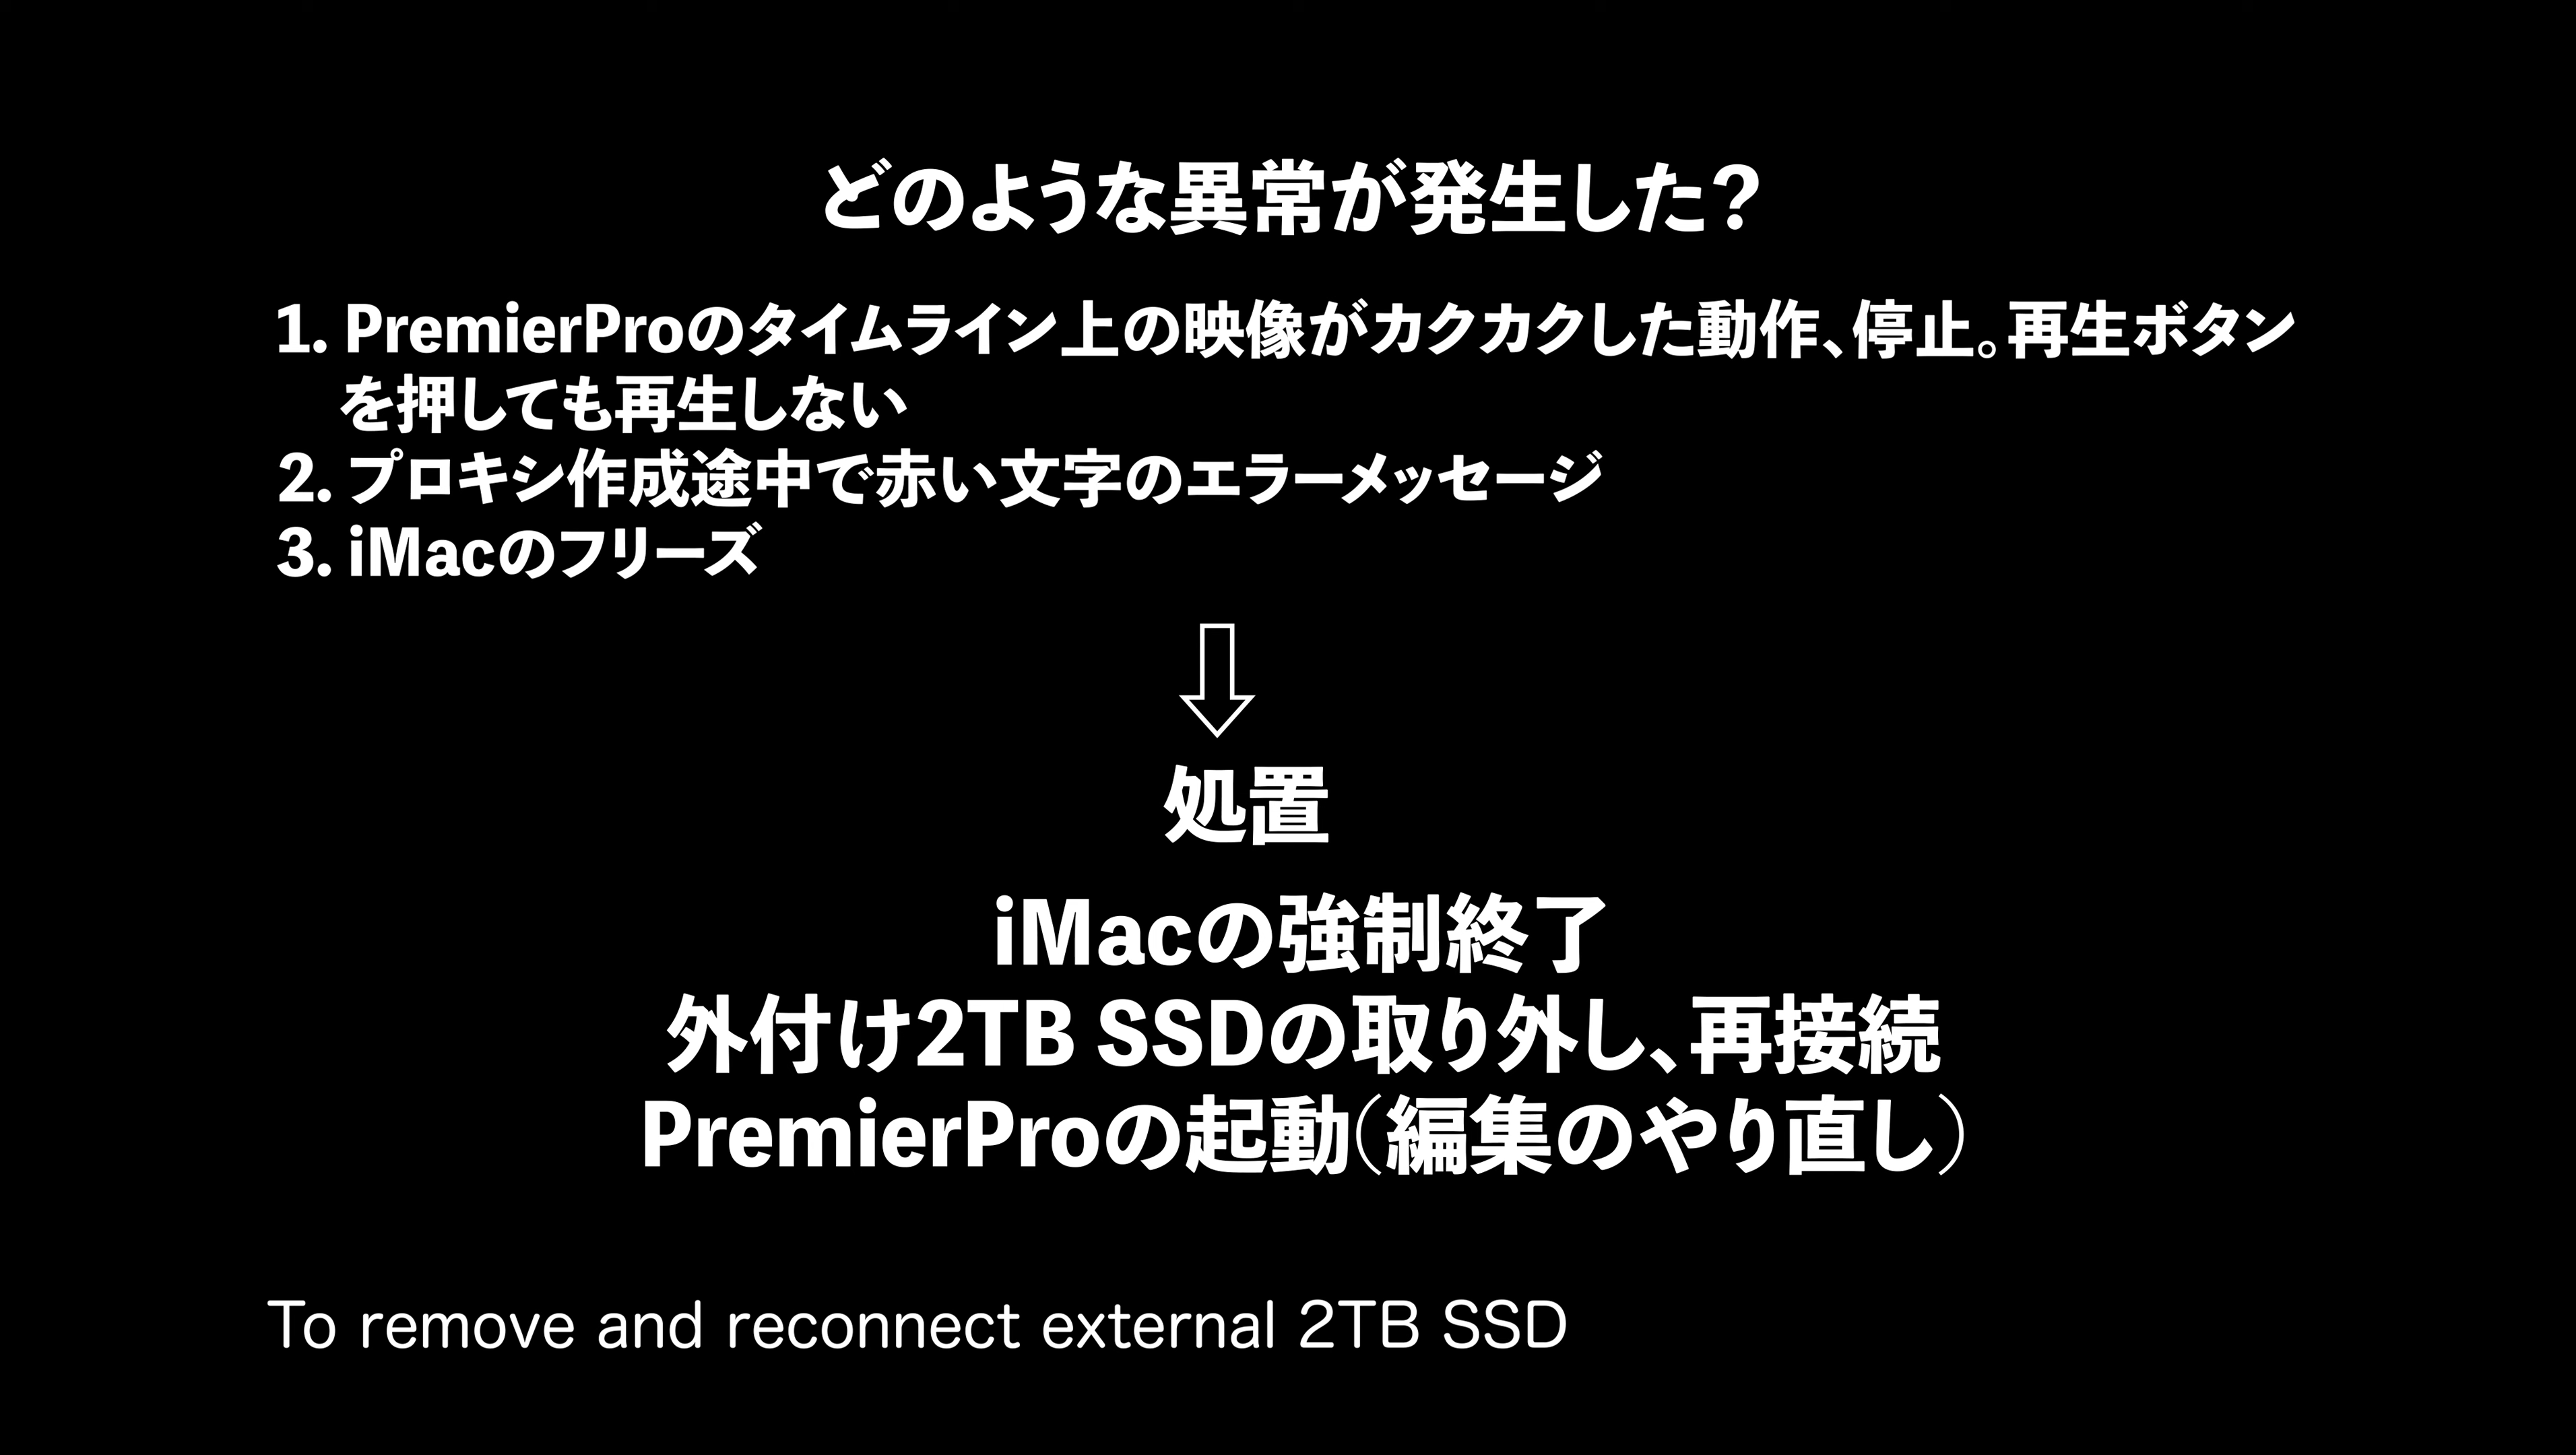 どのような異常が発生した?
1. PremierProのタイムライン上の映像がカクカクした動作、停止。再生ボタン
を押しても再生しない
2. プロキシ作成途中で赤い文字のエラーメッセージ
3. iMacのフリーズ
処置
iMacの強制終了
外付け2TB SSDの取り外し、再接続
PremierProの起動(編集のやり直し)
To remove and reconnect external 2TB SSD